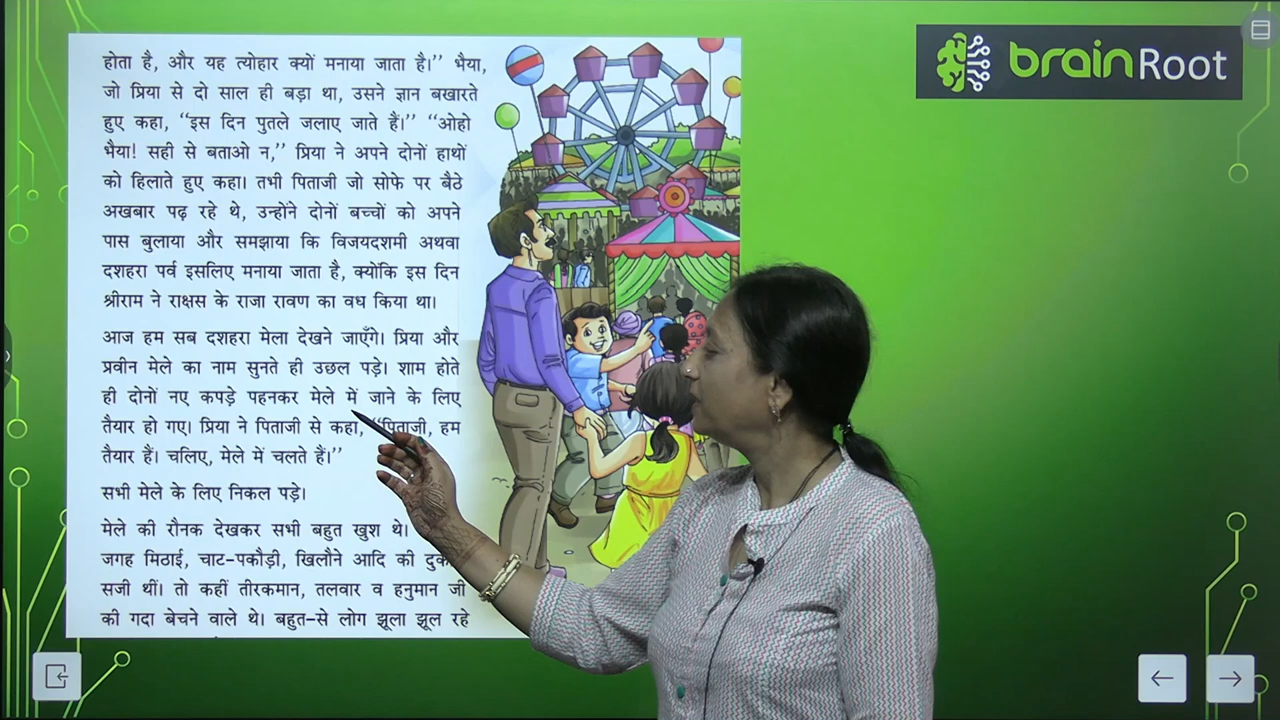 होता है, और यह त्योहार क्यों मनाया जाता है।’’ भैया,
जो प्रिया से दो साल ही बड़ा था, उसने ज्ञान बखारते
हुए कहा, ‘‘इस दिन पुतले जलाए जाते हैं।’’ ‘‘ओहो
भैया! सही से बताओ न,’’ प्रिया ने अपने दोनों हाथों
को हिलाते हुए कहा। तभी पिताजी जो सोफे पर बैठे
अखबार पढ़ रहे थे, उन्होंने दोनों बच्चों को अपने
पास बुलाया और समझाया कि विजयदशमी अथवा
दशहरा पर्व इसलिए मनाया जाता है, क्योंकि इस दिन
श्रीराम ने राक्षस के राजा रावण का वध किया था।
आज हम सब दशहरा मेला देखने जाएँगे। प्रिया और
प्रवीन मेले का नाम सुनते ही उछल पड़े। शाम होते
ही दोनों नए कपड़े पहनकर मेले में जाने के लिए
तैयार हो गए। प्रिया ने पिताजी से कहा, ‘‘पिताजी, हम
तैयार हैं। चलिए, मेले में चलते हैं।’’
सभी मेले के लिए निकल पड़े।
मेले की रौनक देखकर सभी बहुत खुश थे।
जगह मिठाई, चाट-पकौड़ी, खिलौने आदि की
सजी थीं। तो कहीं तीरकमान, तलवार व हनुमान जी
की गदा बेचने वाले थे। बहुत-से लोग झूला झूल रहे
brainRoot